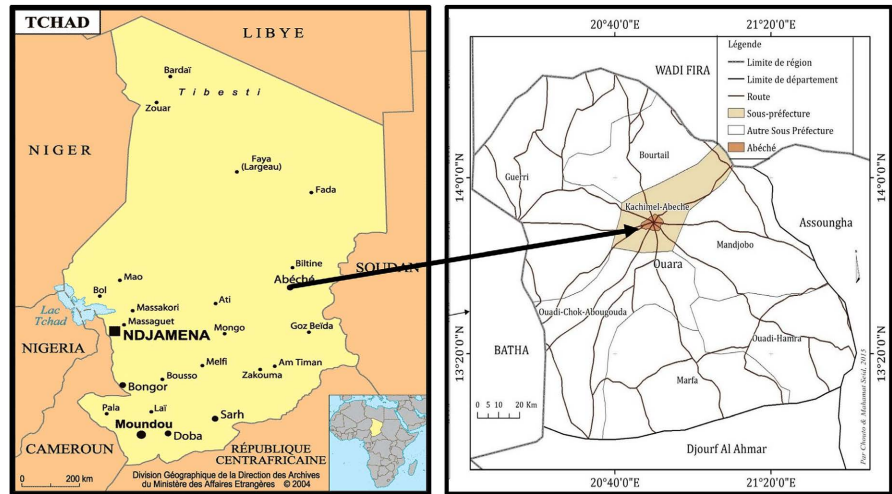 TCHAD
LIBYE
Bardaï
Tibesti
Zouar
NIGER
Faya
(Largeau)
Fada
Biltine
Abéché
SOUDAN
Mao
Bol
Lac
Tchad
Massakori
Ati
Massaguet
NDJAMENA
Mongo
Goz Beïda
NIGERIA
Melfi
Am Timan
Zakouma
Bousso
Bongor
Pala
Laï
Sarh
Moundou
Doba
CAMEROUN
RÉPUBLIQUE
CENTRAFRICAINE
0
200 km
Division Géographique de la Direction des Archives
du Ministère des Affaires Etrangères © 2004
20°40'0"E
21°20'0"E
Légende
Limite de région
Limite de département
Route
Sous-préfecture
Autre Sous Préfecture
Abéché
WADI FIRA
14°0'0"N
14°0'0"N
Bourtail
Guerri
Kachimel-Abeche
Assoungha
Mandjobo
Ouara
Ouadi-Chok-Abougouda
Ouadi-Hamra
BATHA
13°20'0"N
13°20'0"N
Marfa
0 5 10 20 Km
Djourf Al Ahmar
Par Chouto & Mahamat Seid, 2015
20°40'0"E
21°20'0"E